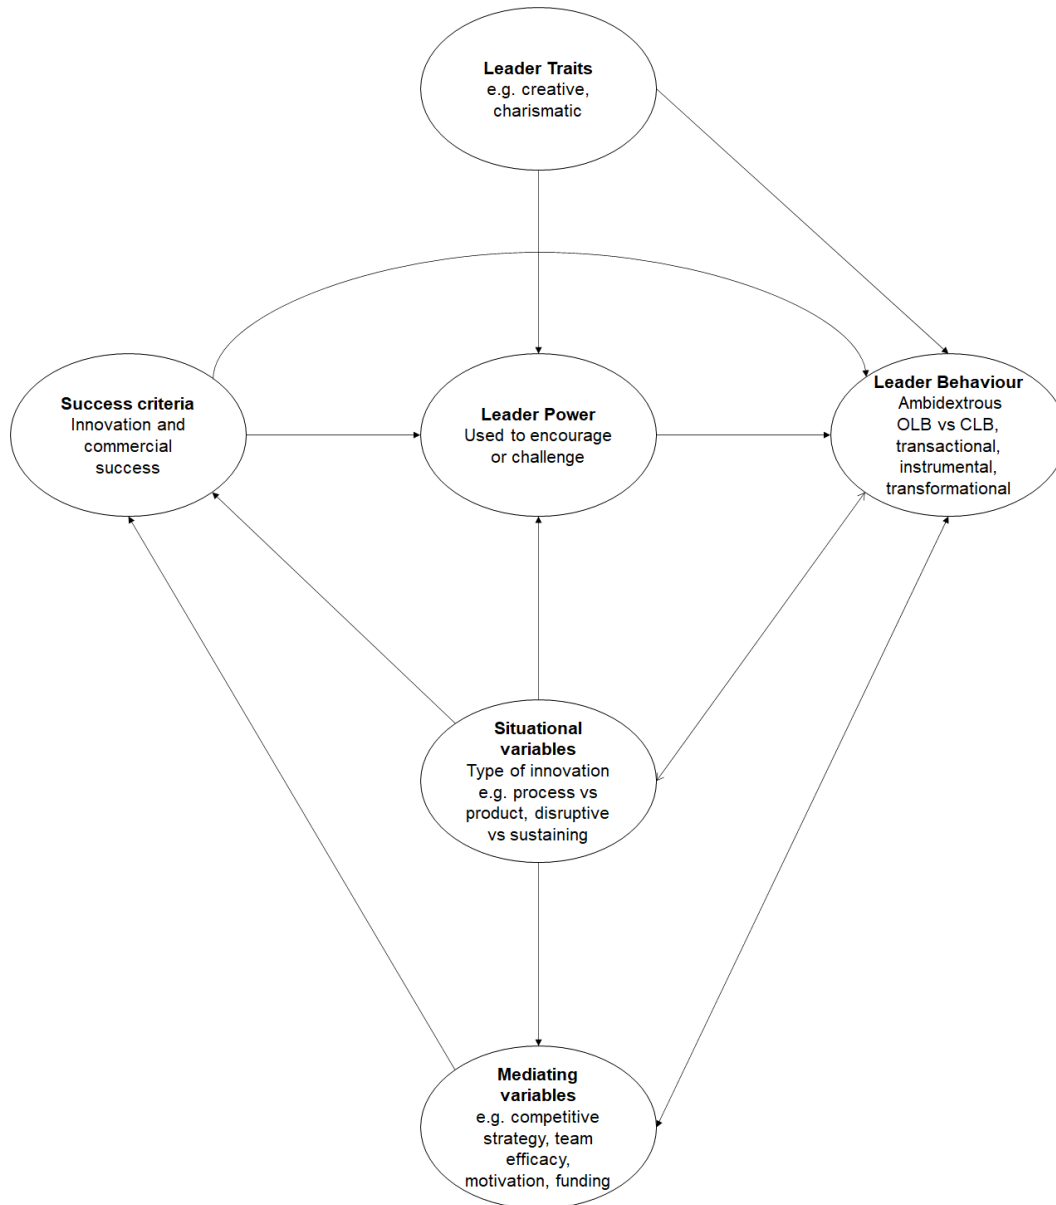 Leader Traits
e.g. creative,
charismatic
Success criteria
Innovation and
commercial
success
Leader Power
Used to encourage
or challenge
Leader Behaviour
Ambidextrous
OLB vs CLB,
transactional,
instrumental,
transformational
Situational
variables
Type of innovation
e.g. process vs
product, disruptive
vs sustaining
Mediating
variables
e.g. competitive
strategy, team
efficacy,
motivation, funding